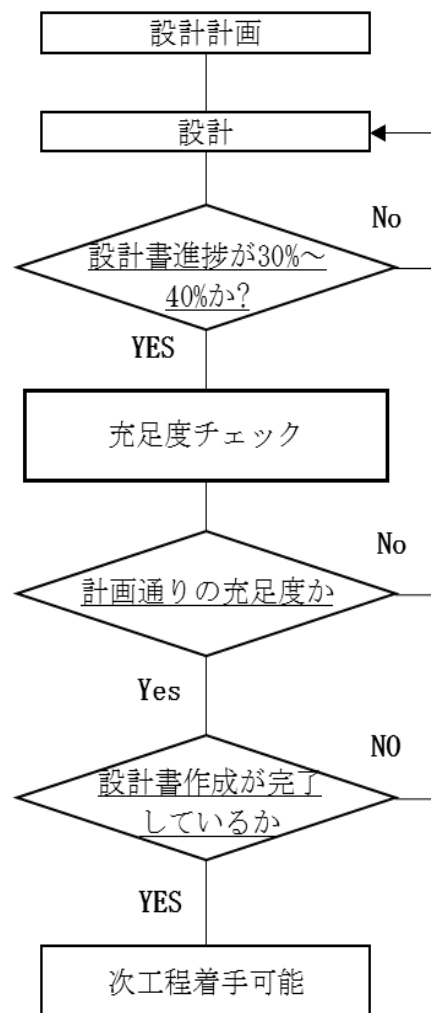 設計計画
設計
No
設計書進捗が30%～
40%か?
YES
充足度チェック
No
計画通りの充足度か
Yes
NO
設計書作成が完了
しているか
YES
次工程着手可能